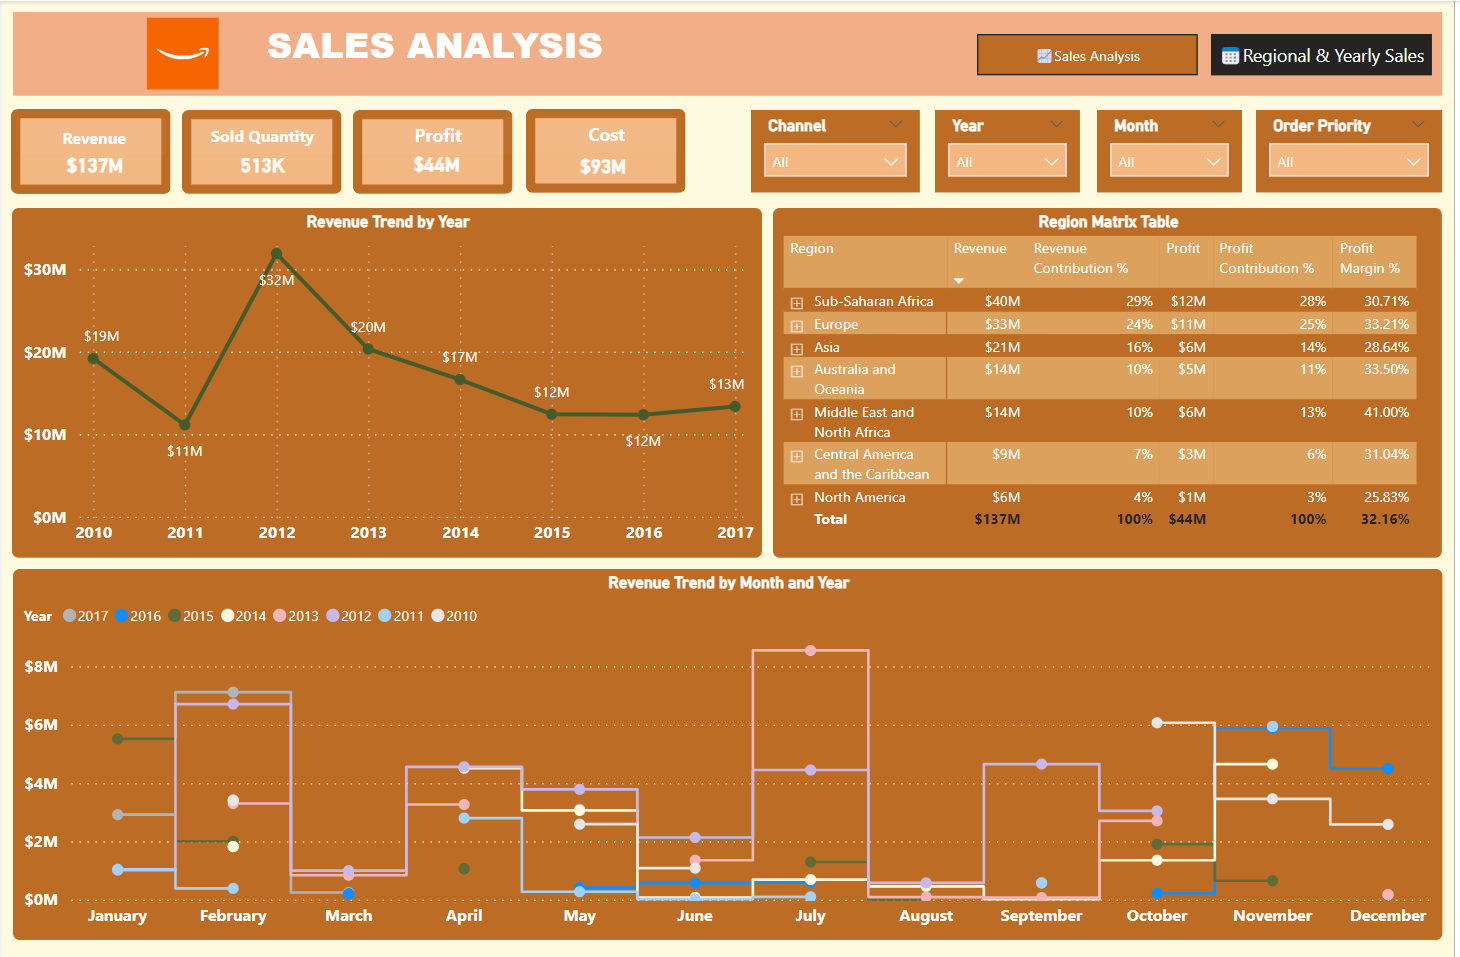 SALES ANALYSIS
Sales Analysis
Regional & Yearly Sales
Revenue
$137M
Sold Quantity
513K
Profit
$44M
Cost
$93M
Channel
All
Year
All
Month
All
Order Priority
All
Revenue Trend by Year
$30M
$20M
$10M
$0M
$19M
$11M
$32M
$20M
$17M
$12M
$12M
$13M
2010 2011 2012 2013 2014 2015 2016 2017
Region Matrix Table
Region Revenue Revenue Contribution % Profit Profit Contribution % Profit Margin %
Sub-Saharan Africa $40M 29% $12M 28% 30.71%
Europe $33M 24% $11M 25% 33.21%
Asia $21M 16% $6M 14% 28.64%
Australia and Oceania $14M 10% $5M 11% 33.50%
Middle East and North Africa $14M 10% $6M 13% 41.00%
Central America and the Caribbean $9M 7% $3M 6% 31.04%
North America $6M 4% $1M 3% 25.83%
Total $137M 100% $44M 100% 32.16%
Revenue Trend by Month and Year
Year 2017 2016 2015 2014 2013 2012 2011 2010
$8M
$6M
$4M
$2M
$0M
January February March April May June July August September October November December